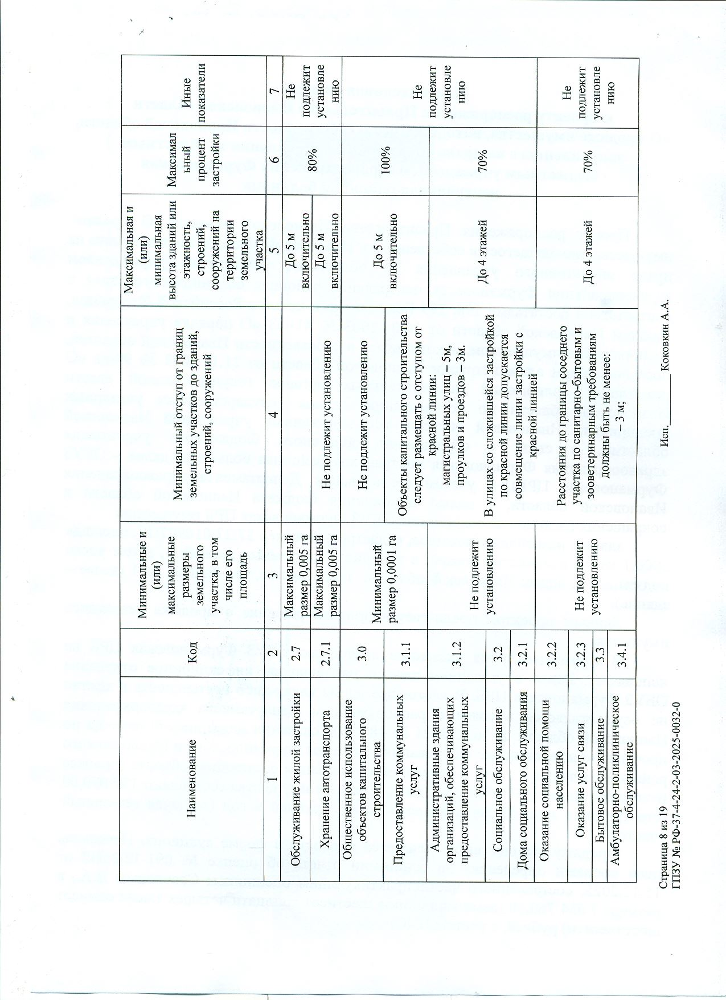 Наименование
Код
Минимальные и
(или)
максимальные
размеры
земельного
участка, в том
числе его
площадь
Минимальный отступ от границ
земельных участков до зданий,
строений, сооружений
Максимальная и
(или)
минимальная
высота зданий или
этажность,
строений,
сооружений на
территории
земельного
участка
Максимал
ьный
процент
застройки
Иные
показатели
1
2
3
4
5
6
7
Обслуживание жилой застройки
2.7
Максимальный
размер 0,005 га
Не подлежит установлению
До 5 м
включительно
80%
Не
подлежит
установле
нию
Хранение автотранспорта
2.7.1
Максимальный
размер 0,005 га
До 5 м
включительно
Общественное использование
объектов капитального
строительства
3.0
Минимальный
размер 0,0001 га
Не подлежит установлению
До 5 м
включительно
100%
Не
подлежит
установле
нию
Предоставление коммунальных
услуг
3.1.1
Объекты капитального строительства
следует размещать с отступом от
красной линии:
магистральных улиц – 5м,
проулков и проездов – 3м.
В улицах со сложившейся застройкой
по красной линии допускается
совмещение линии застройки с
красной линией
Административные здания
организаций, обеспечивающих
предоставление коммунальных
услуг
3.1.2
Не подлежит
установлению
До 4 этажей
70%
Социальное обслуживание
3.2
Дома социального обслуживания
3.2.1
Оказание социальной помощи
населению
3.2.2
Не подлежит
установлению
Расстояния до границы соседнего
участка по санитарно-бытовым и
зооветеринарным требованиям
должны быть не менее:
– 3 м;
До 4 этажей
70%
Не
подлежит
установле
нию
Оказание услуг связи
3.2.3
Бытовое обслуживание
3.3
Амбулаторно-поликлиническое
обслуживание
3.4.1
Страница 8 из 19
ГПЗУ № РФ-37-4-24-2-03-2025-0032-0
Исп.________ Коковкин А.А.